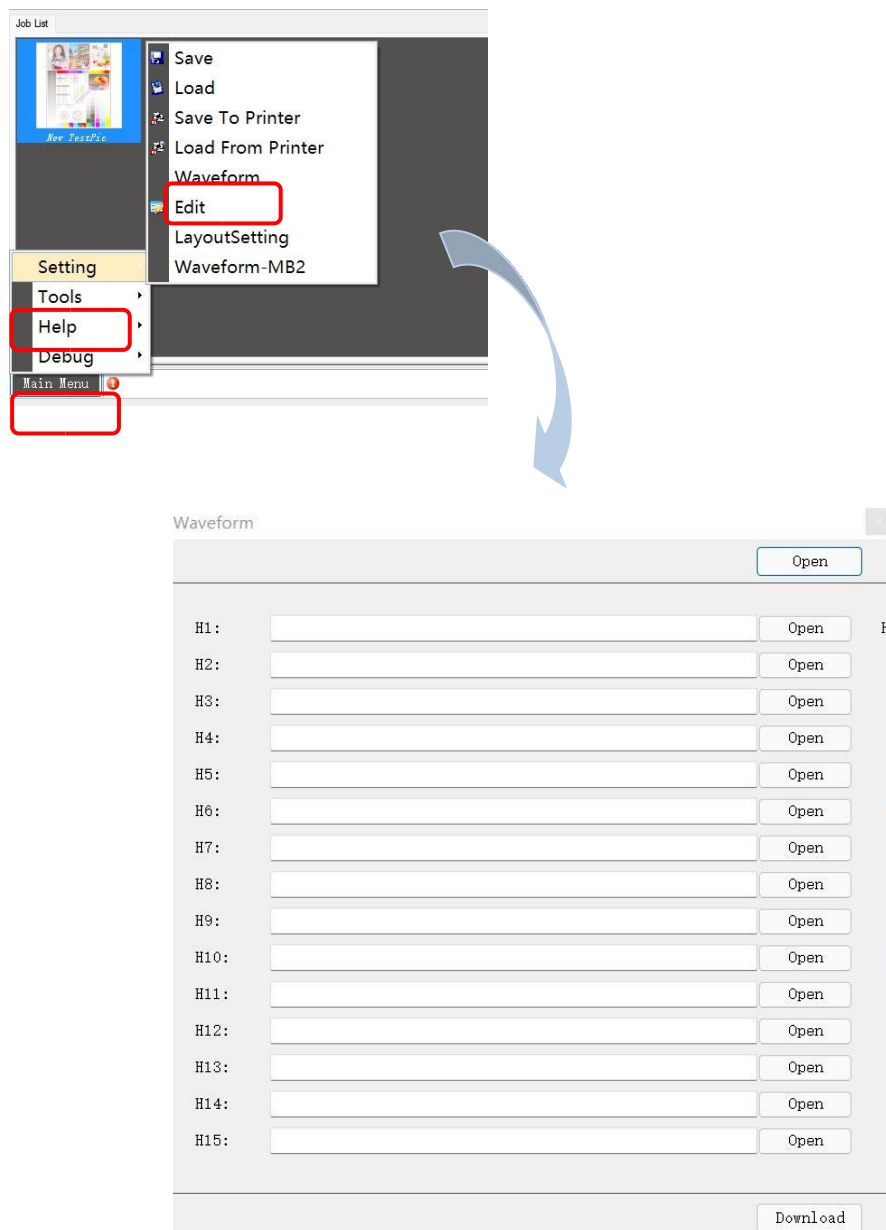 Job List
New TestPic
Save
Load
Save To Printer
Load From Printer
Waveform
Edit
LayoutSetting
Waveform-MB2
Setting
Tools
Help
Debug
Main Menu
Waveform
Open
H1: Open H
H2: Open
H3: Open
H4: Open
H5: Open
H6: Open
H7: Open
H8: Open
H9: Open
H10: Open
H11: Open
H12: Open
H13: Open
H14: Open
H15: Open
Download